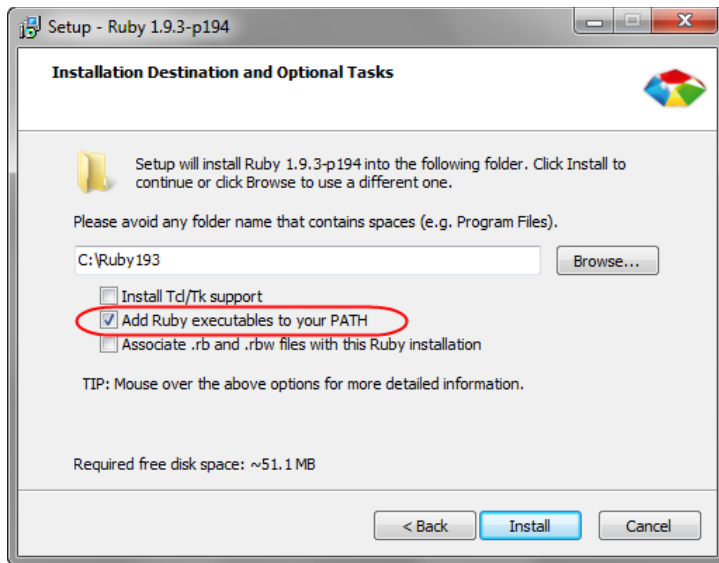 Setup - Ruby 1.9.3-p194
Installation Destination and Optional Tasks
Setup will install Ruby 1.9.3-p194 into the following folder. Click Install to
continue or click Browse to use a different one.
Please avoid any folder name that contains spaces (e.g. Program Files).
C:\Ruby193
Browse...
Install Tcl/Tk support
Add Ruby executables to your PATH
Associate .rb and .rbw files with this Ruby installation
TIP: Mouse over the above options for more detailed information.
Required free disk space: ~51.1 MB
< Back
Install
Cancel